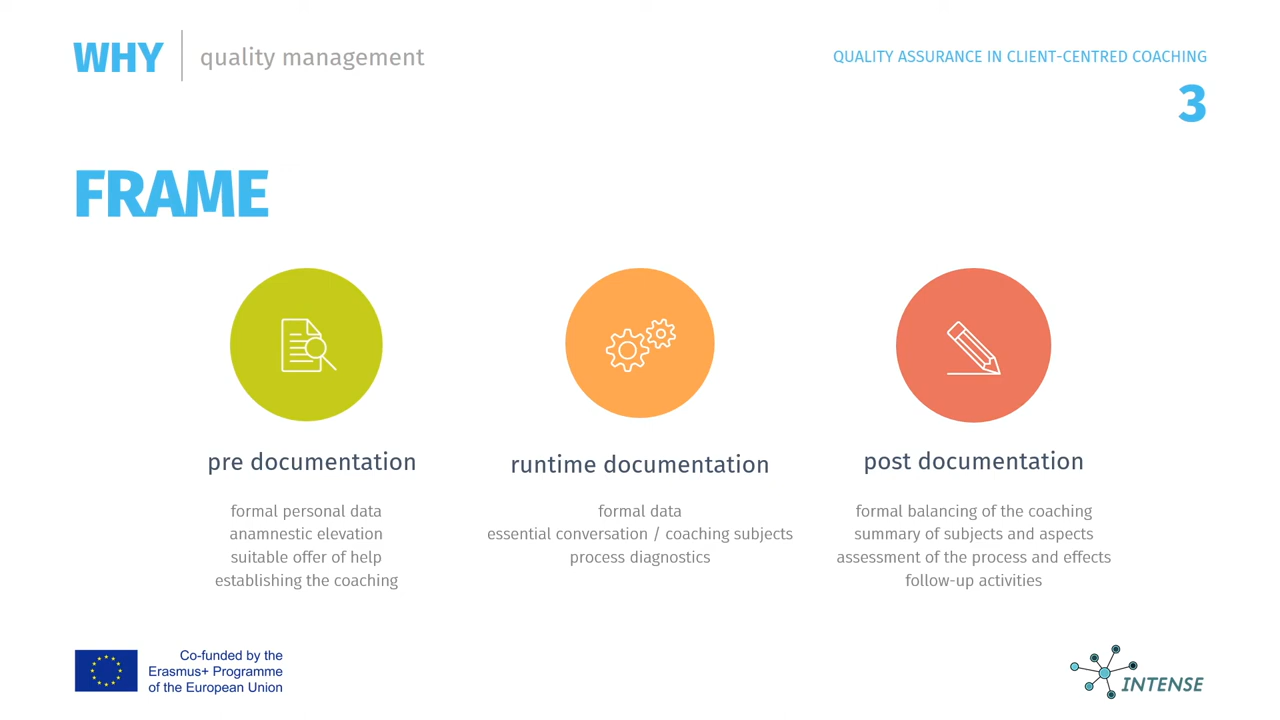 WHY
quality management
QUALITY ASSURANCE IN CLIENT-CENTRED COACHING
3
FRAME
pre documentation
formal personal data
anamnestic elevation
suitable offer of help
establishing the coaching
runtime documentation
formal data
essential conversation / coaching subjects
process diagnostics
post documentation
formal balancing of the coaching
summary of subjects and aspects
assessment of the process and effects
follow-up activities
Co-funded by the
Erasmus+ Programme
of the European Union
INTENSE